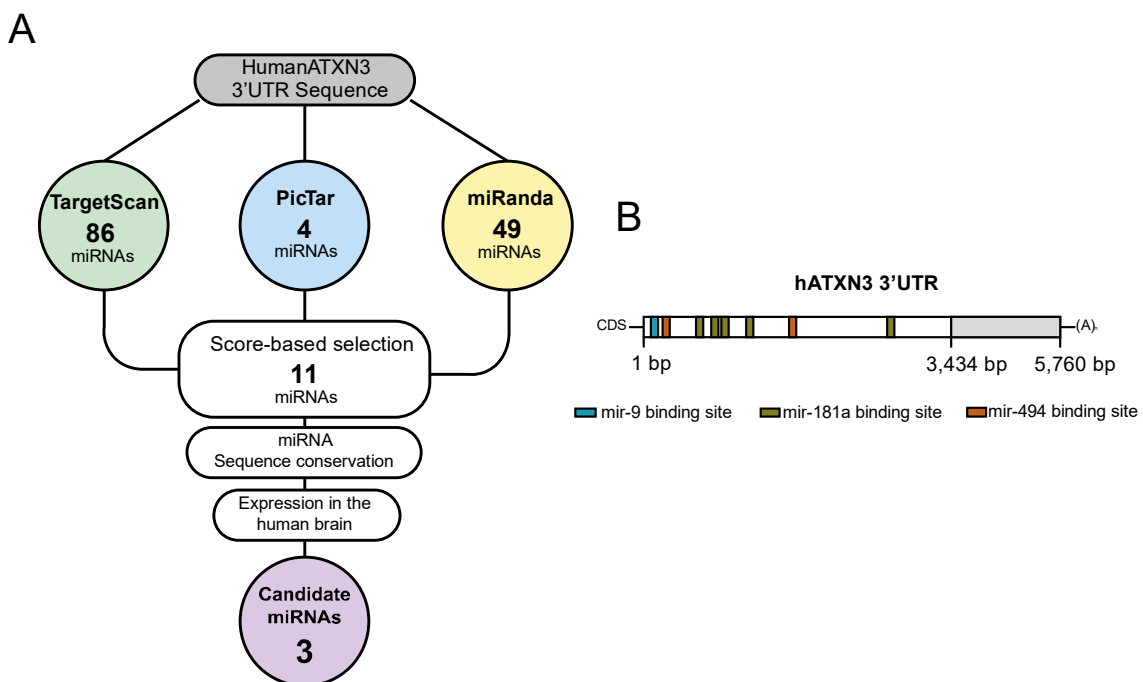 A
HumanATXN3
3'UTR Sequence
TargetScan
86
miRNAs
PicTar
4
miRNAs
miRanda
49
miRNAs
Score-based selection
11
miRNAs
miRNA
Sequence conservation
Expression in the
human brain
Candidate
miRNAs
3
B
hATXN3 3'UTR
CDS
(A)n
1 bp
3,434 bp
5,760 bp
mir-9 binding site
mir-181a binding site
mir-494 binding site